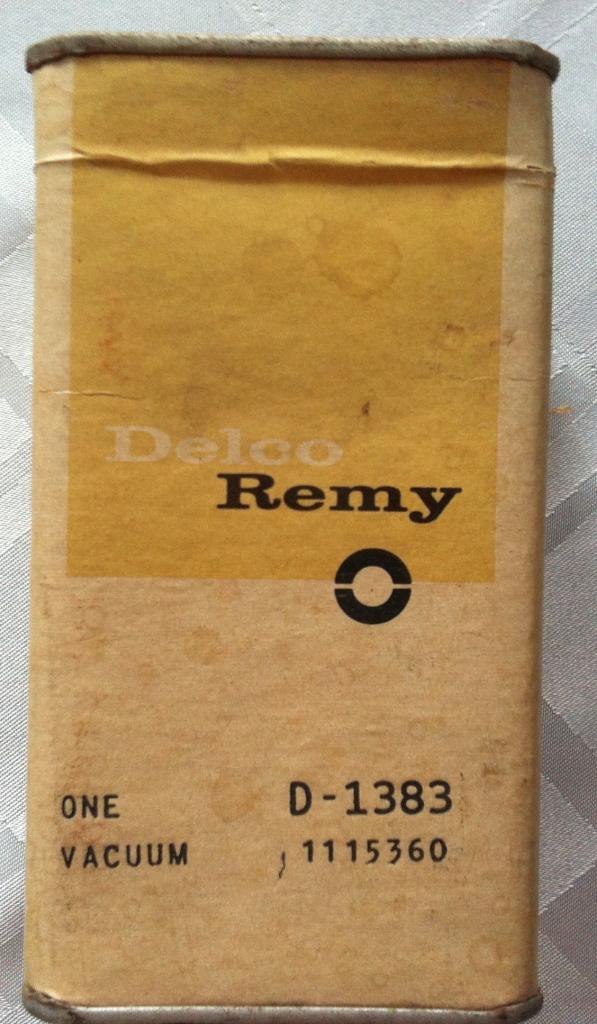 Delco
Remy
ONE D-1383
VACUUM 1115360